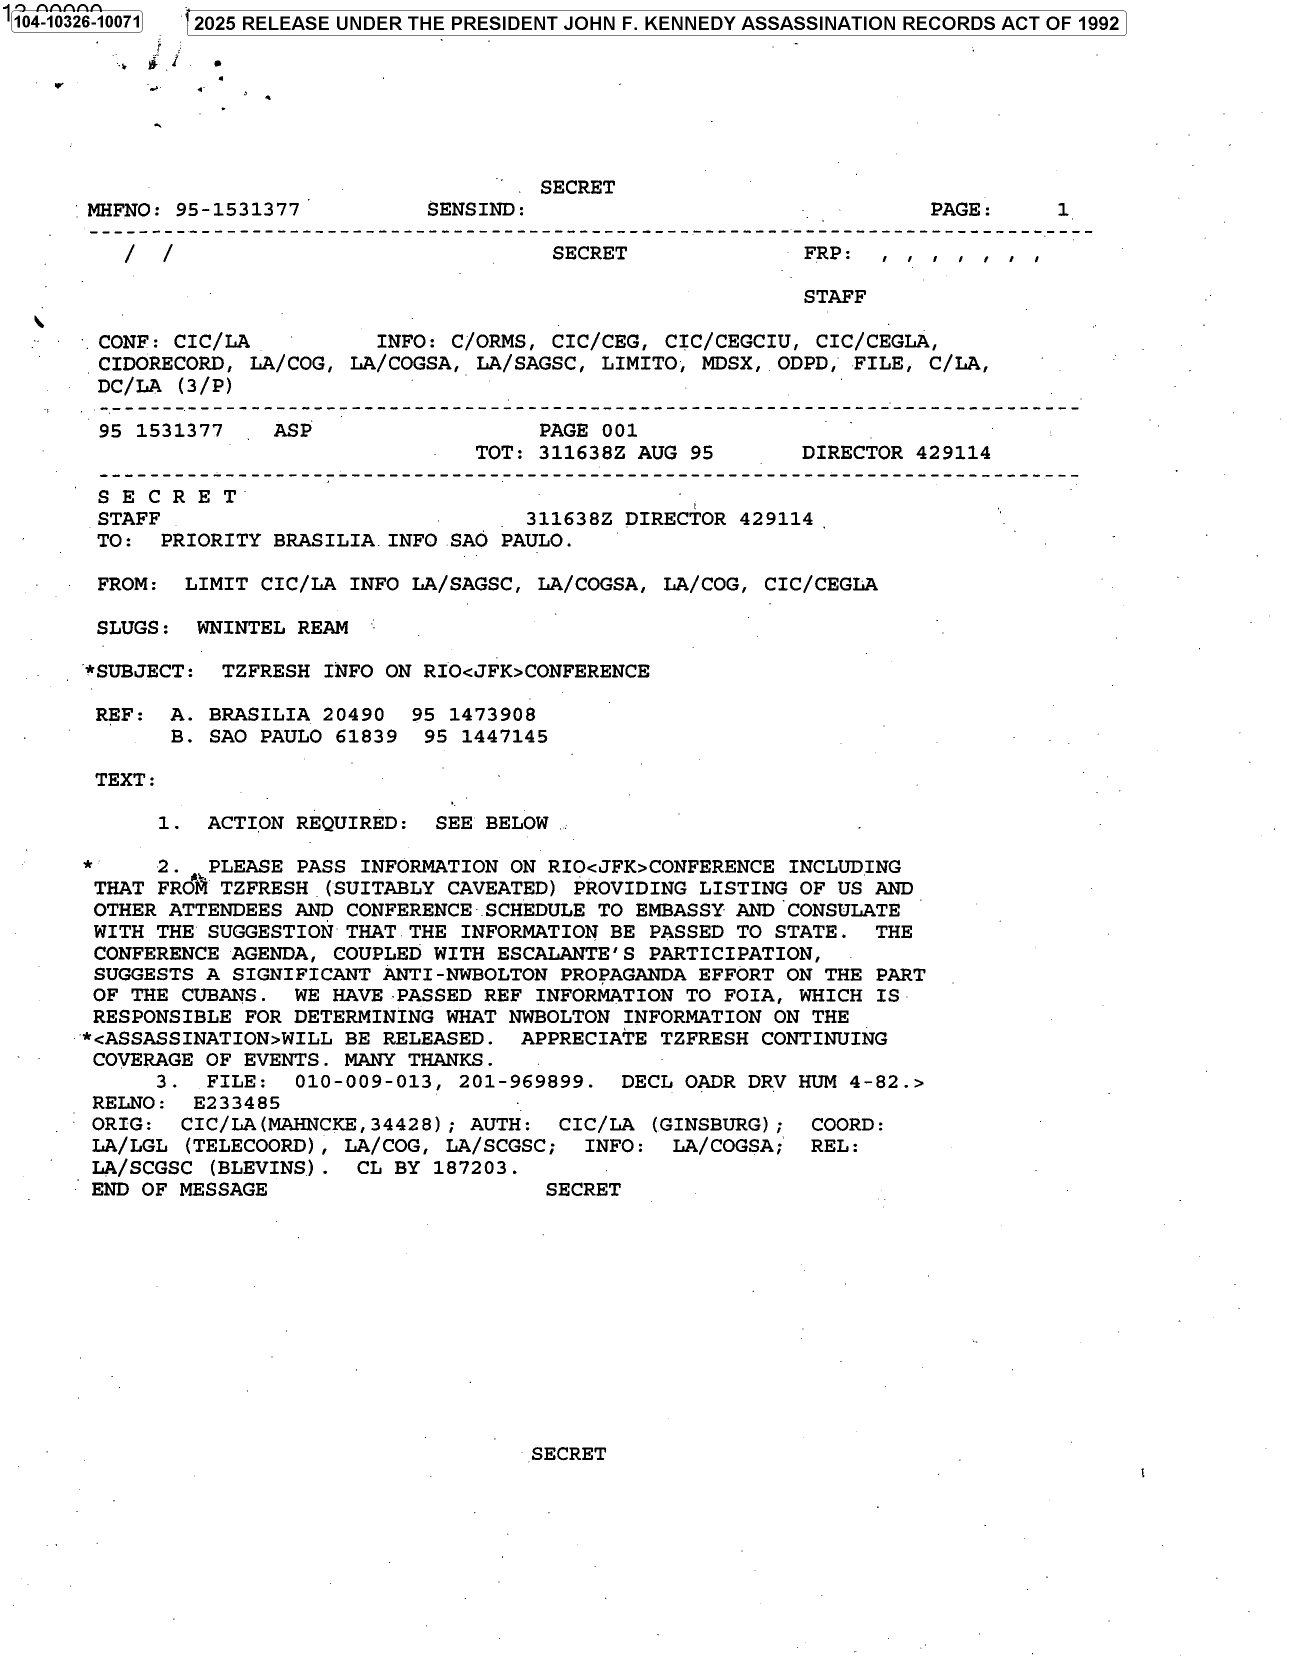 104-10326-10071
2025 RELEASE UNDER THE PRESIDENT JOHN F. KENNEDY ASSASSINATION RECORDS ACT OF 1992
SECRET
MHFNO: 95-1531377 SENSIND: PAGE: 1
--------------------------------------------------------------------------------
/ / SECRET FRP: , , , , , , ,
STAFF
CONF: CIC/LA INFO: C/ORMS, CIC/CEG, CIC/CEGCIU, CIC/CEGLA,
CIDORECORD, LA/COG, LA/COGSA, LA/SAGSC, LIMITO, MDSX, ODPD, FILE, C/LA,
DC/LA (3/P)
------------------------------------------------------------------------------
95 1531377 ASP PAGE 001
TOT: 311638Z AUG 95 DIRECTOR 429114
------------------------------------------------------------------------------
S E C R E T
STAFF 311638Z DIRECTOR 429114
TO: PRIORITY BRASILIA INFO SAO PAULO.
FROM: LIMIT CIC/LA INFO LA/SAGSC, LA/COGSA, LA/COG, CIC/CEGLA
SLUGS: WNINTEL REAM
*SUBJECT: TZFRESH INFO ON RIO<JFK>CONFERENCE
REF: A. BRASILIA 20490 95 1473908
B. SAO PAULO 61839 95 1447145
TEXT:
1. ACTION REQUIRED: SEE BELOW
* 2. PLEASE PASS INFORMATION ON RIO<JFK>CONFERENCE INCLUDING
THAT FROM TZFRESH (SUITABLY CAVEATED) PROVIDING LISTING OF US AND
OTHER ATTENDEES AND CONFERENCE SCHEDULE TO EMBASSY AND CONSULATE
WITH THE SUGGESTION THAT THE INFORMATION BE PASSED TO STATE. THE
CONFERENCE AGENDA, COUPLED WITH ESCALANTE'S PARTICIPATION,
SUGGESTS A SIGNIFICANT ANTI-NWBOLTON PROPAGANDA EFFORT ON THE PART
OF THE CUBANS. WE HAVE PASSED REF INFORMATION TO FOIA, WHICH IS
RESPONSIBLE FOR DETERMINING WHAT NWBOLTON INFORMATION ON THE
*<ASSASSINATION>WILL BE RELEASED. APPRECIATE TZFRESH CONTINUING
COVERAGE OF EVENTS. MANY THANKS.
3. FILE: 010-009-013, 201-969899. DECL OADR DRV HUM 4-82.>
RELNO: E233485
ORIG: CIC/LA(MAHNCKE,34428); AUTH: CIC/LA (GINSBURG); COORD:
LA/LGL (TELECOORD), LA/COG, LA/SCGSC; INFO: LA/COGSA; REL:
LA/SCGSC (BLEVINS). CL BY 187203.
END OF MESSAGE SECRET
SECRET